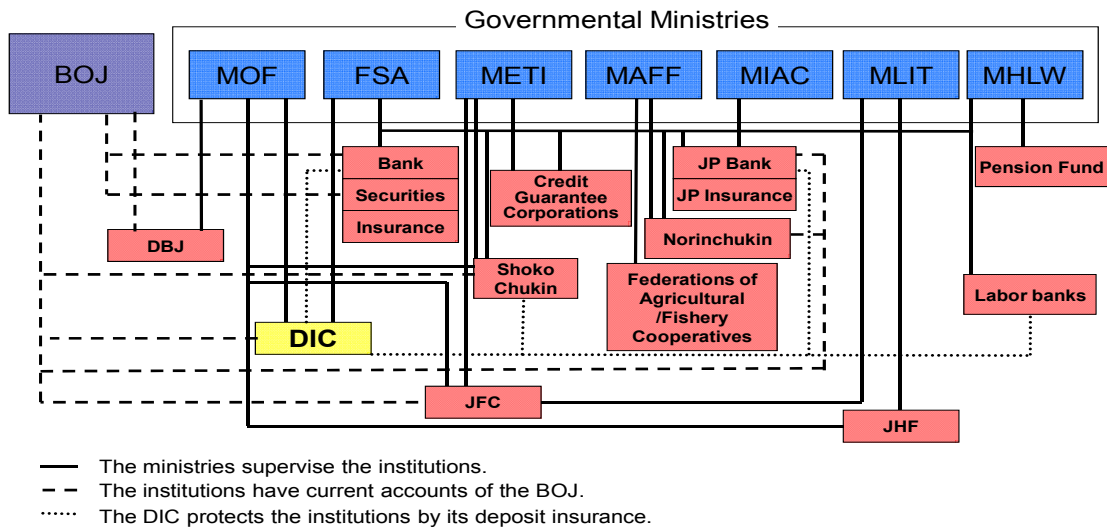 Governmental Ministries
BOJ
MOF
FSA
METI
MAFF
MIAC
MLIT
MHLW
Bank
Securities
Insurance
Credit
Guarantee
Corporations
JP Bank
JP Insurance
Pension Fund
DBJ
Norinchukin
Shoko
Chukin
Federations of
Agricultural
/Fishery
Cooperatives
Labor banks
DIC
JFC
JHF
The ministries supervise the institutions.
The institutions have current accounts of the BOJ.
The DIC protects the institutions by its deposit insurance.